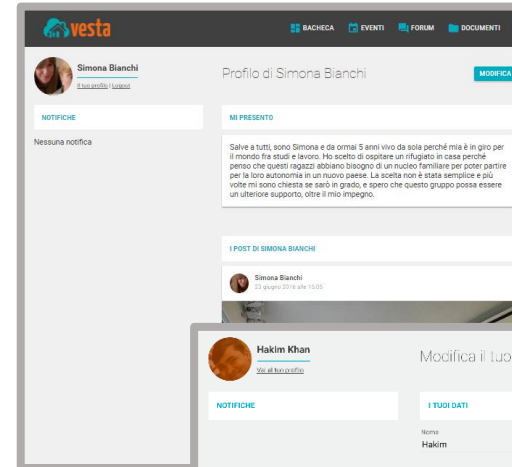 vesta
BACHECA EVENTI FORUM DOCUMENTI
Simona Bianchi
Il tuo profilo | Logout
Profilo di Simona Bianchi
MODIFICA
NOTIFICHE
Nessuna notifica
MI PRESENTO
Salve a tutti, sono Simona e da ormai 5 anni vivo da sola perché mia è in giro per
il mondo fra studi e lavoro. Ho scelto di ospitare un rifugiato in casa perché
penso che questi ragazzi abbiano bisogno di un nucleo familiare per poter partire
per la loro autonomia in un nuovo paese. La scelta non è stata semplice e più
volte mi sono chiesta se sarò in grado, e spero che questo gruppo possa essere
un ulteriore supporto, oltre il mio impegno.
I POST DI SIMONA BIANCHI
Simona Bianchi
23 giugno 2016 alle 15:05
Hakim Khan
Vai al tuo profilo
Modifica il tuo
NOTIFICHE
I TUOI DATI
Nome
Hakim